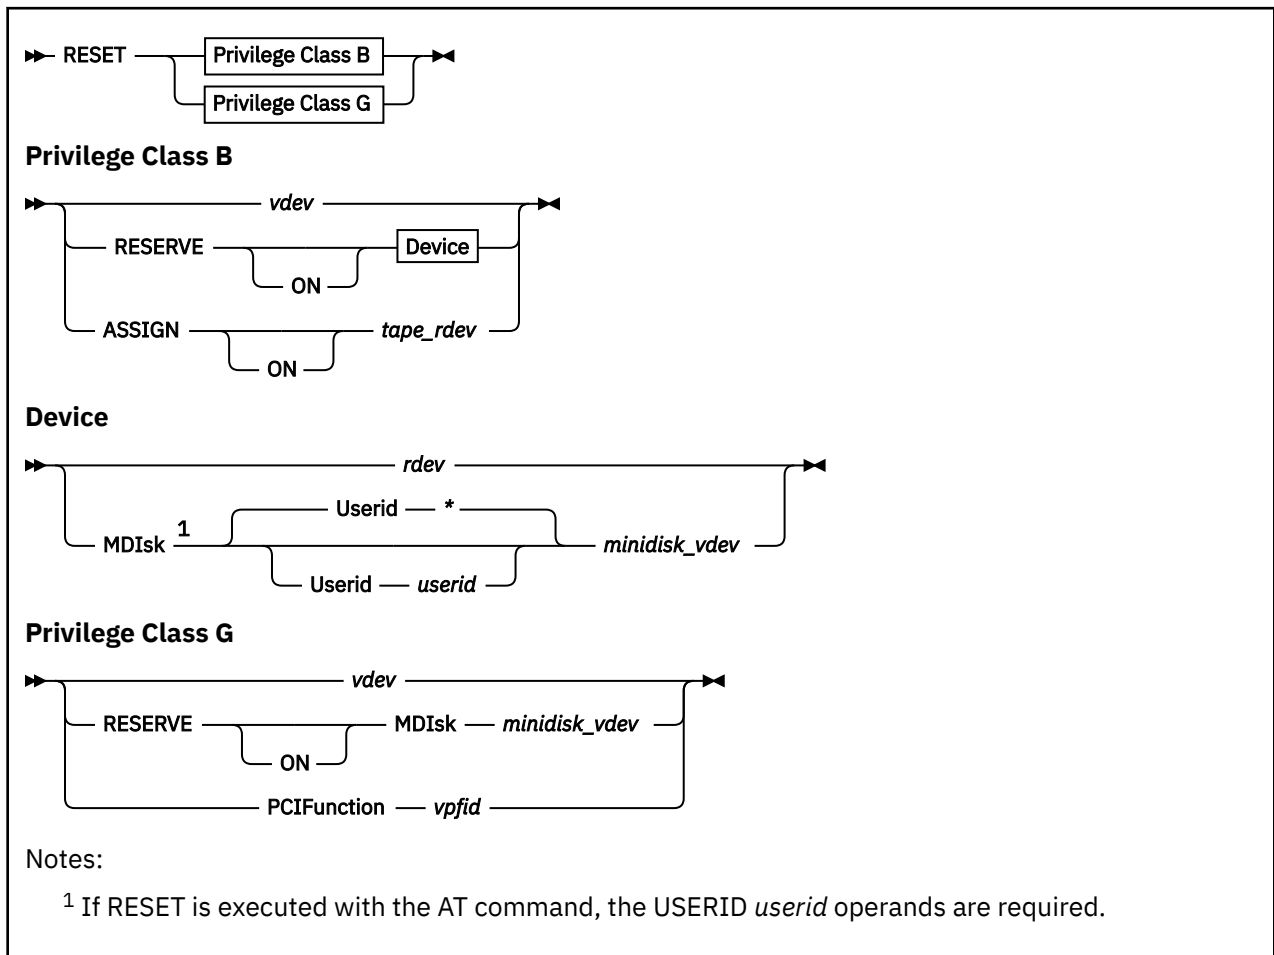 RESET Privilege Class B
Privilege Class G
Privilege Class B
vdev
RESERVE Device
ON
ASSIGN tape_rdev
ON
Device
rdev
Userid *
MDIsk 1 minidisk_vdev
Userid userid
Privilege Class G
vdev
RESERVE MDIsk minidisk_vdev
ON
PCIFunction vpfid
Notes:
1 If RESET is executed with the AT command, the USERID userid operands are required.